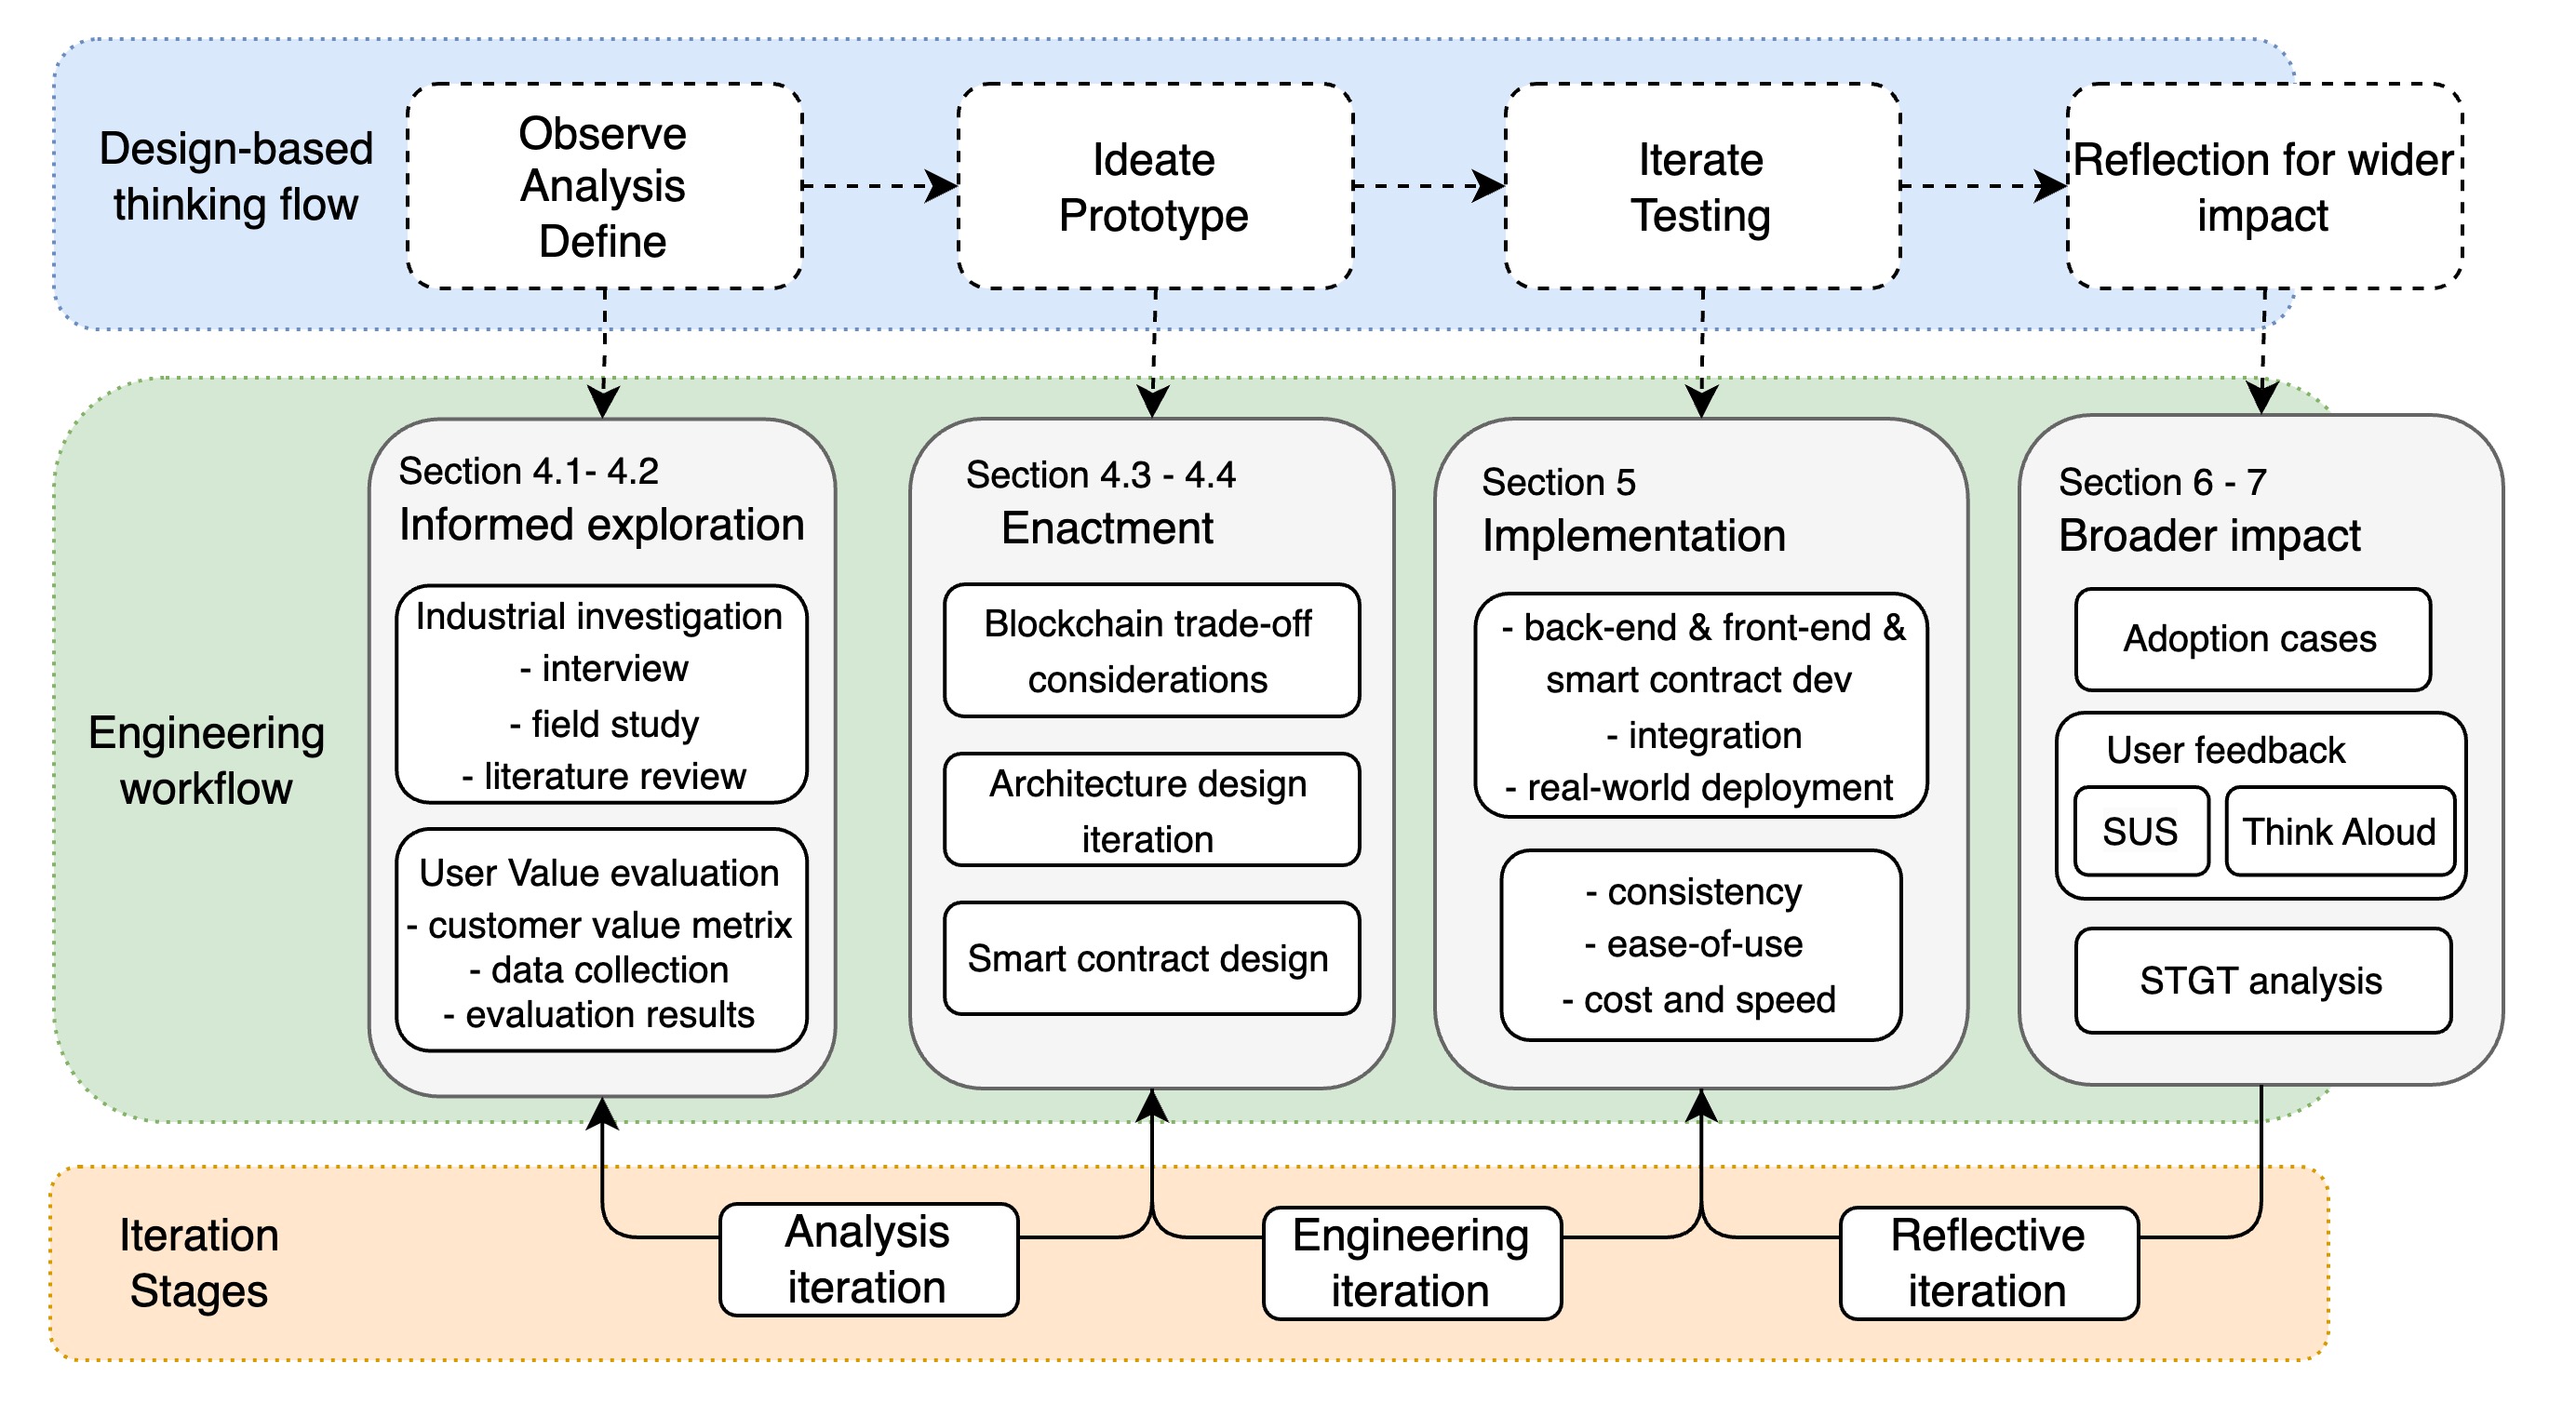 Design-based
thinking flow
Observe
Analysis
Define
Ideate
Prototype
Iterate
Testing
Reflection for wider
impact
Engineering
workflow
Section 4.1- 4.2
Informed exploration
Industrial investigation
- interview
- field study
- literature review
User Value evaluation
- customer value metrix
- data collection
- evaluation results
Section 4.3 - 4.4
Enactment
Blockchain trade-off
considerations
Architecture design
iteration
Smart contract design
Section 5
Implementation
- back-end & front-end &
smart contract dev
- integration
- real-world deployment
- consistency
- ease-of-use
- cost and speed
Section 6 - 7
Broader impact
Adoption cases
User feedback
SUS
Think Aloud
STGT analysis
Iteration
Stages
Analysis
iteration
Engineering
iteration
Reflective
iteration